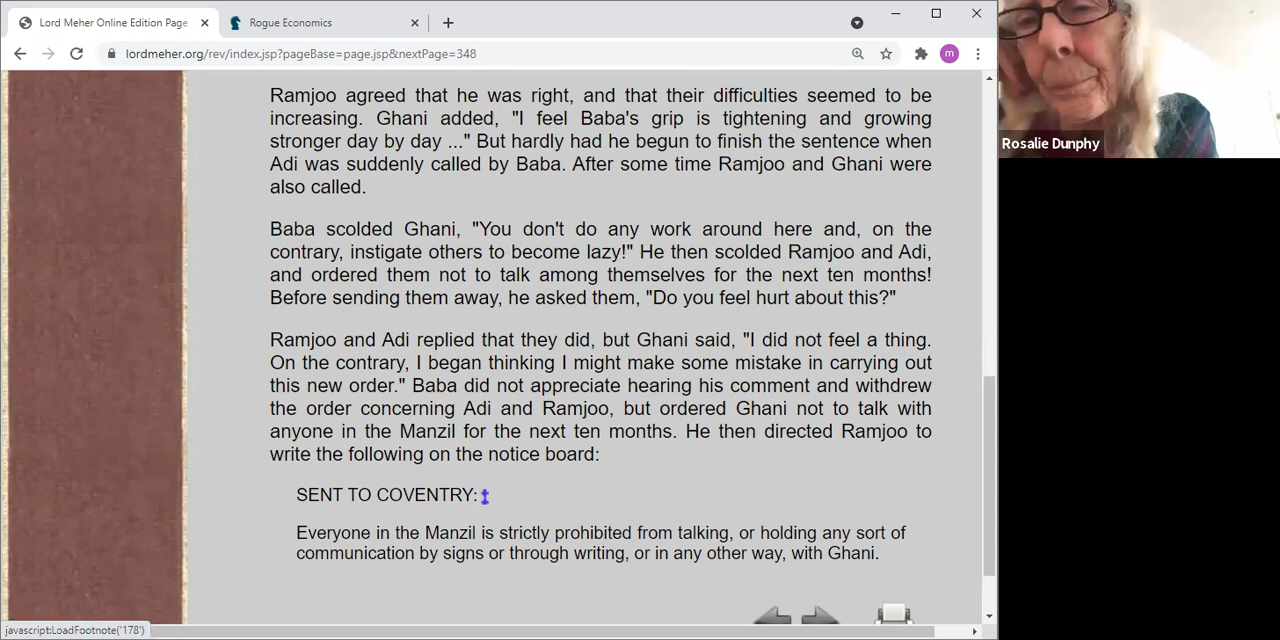 Lord Meher Online Edition Page
Rogue Economics
lordmeher.org/rev/index.jsp?pageBase=page.jsp&nextPage=348
m
Ramjoo agreed that he was right, and that their difficulties seemed to be
increasing. Ghani added, "I feel Baba's grip is tightening and growing
stronger day by day ..." But hardly had he begun to finish the sentence when
Adi was suddenly called by Baba. After some time Ramjoo and Ghani were
also called.
Baba scolded Ghani, "You don't do any work around here and, on the
contrary, instigate others to become lazy!" He then scolded Ramjoo and Adi,
and ordered them not to talk among themselves for the next ten months!
Before sending them away, he asked them, "Do you feel hurt about this?"
Ramjoo and Adi replied that they did, but Ghani said, "I did not feel a thing.
On the contrary, I began thinking I might make some mistake in carrying out
this new order." Baba did not appreciate hearing his comment and withdrew
the order concerning Adi and Ramjoo, but ordered Ghani not to talk with
anyone in the Manzil for the next ten months. He then directed Ramjoo to
write the following on the notice board:
SENT TO COVENTRY:
Everyone in the Manzil is strictly prohibited from talking, or holding any sort of
communication by signs or through writing, or in any other way, with Ghani.
javascript:LoadFootnote('178')
Rosalie Dunphy